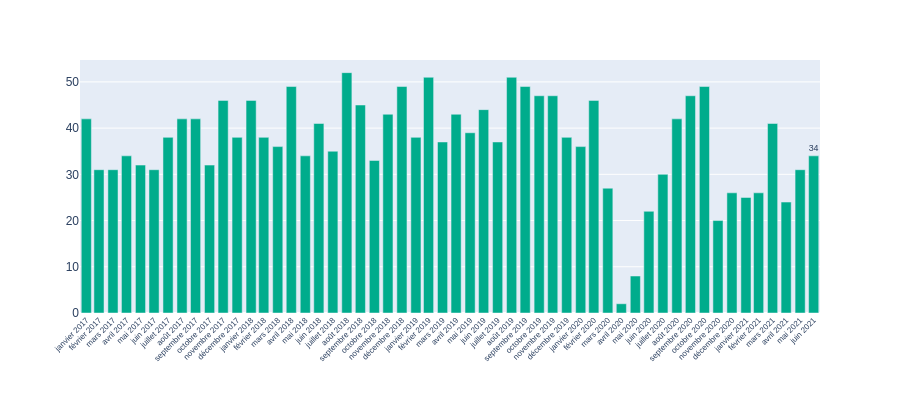 50
40
30
20
10
0
34
janvier 2017
février 2017
mars 2017
avril 2017
mai 2017
juin 2017
juillet 2017
août 2017
septembre 2017
octobre 2017
novembre 2017
décembre 2017
janvier 2018
février 2018
mars 2018
avril 2018
mai 2018
juin 2018
juillet 2018
août 2018
septembre 2018
octobre 2018
novembre 2018
décembre 2018
janvier 2019
février 2019
mars 2019
avril 2019
mai 2019
juin 2019
juillet 2019
août 2019
septembre 2019
octobre 2019
novembre 2019
décembre 2019
janvier 2020
février 2020
mars 2020
avril 2020
mai 2020
juin 2020
juillet 2020
août 2020
septembre 2020
octobre 2020
novembre 2020
décembre 2020
janvier 2021
février 2021
mars 2021
avril 2021
mai 2021
juin 2021